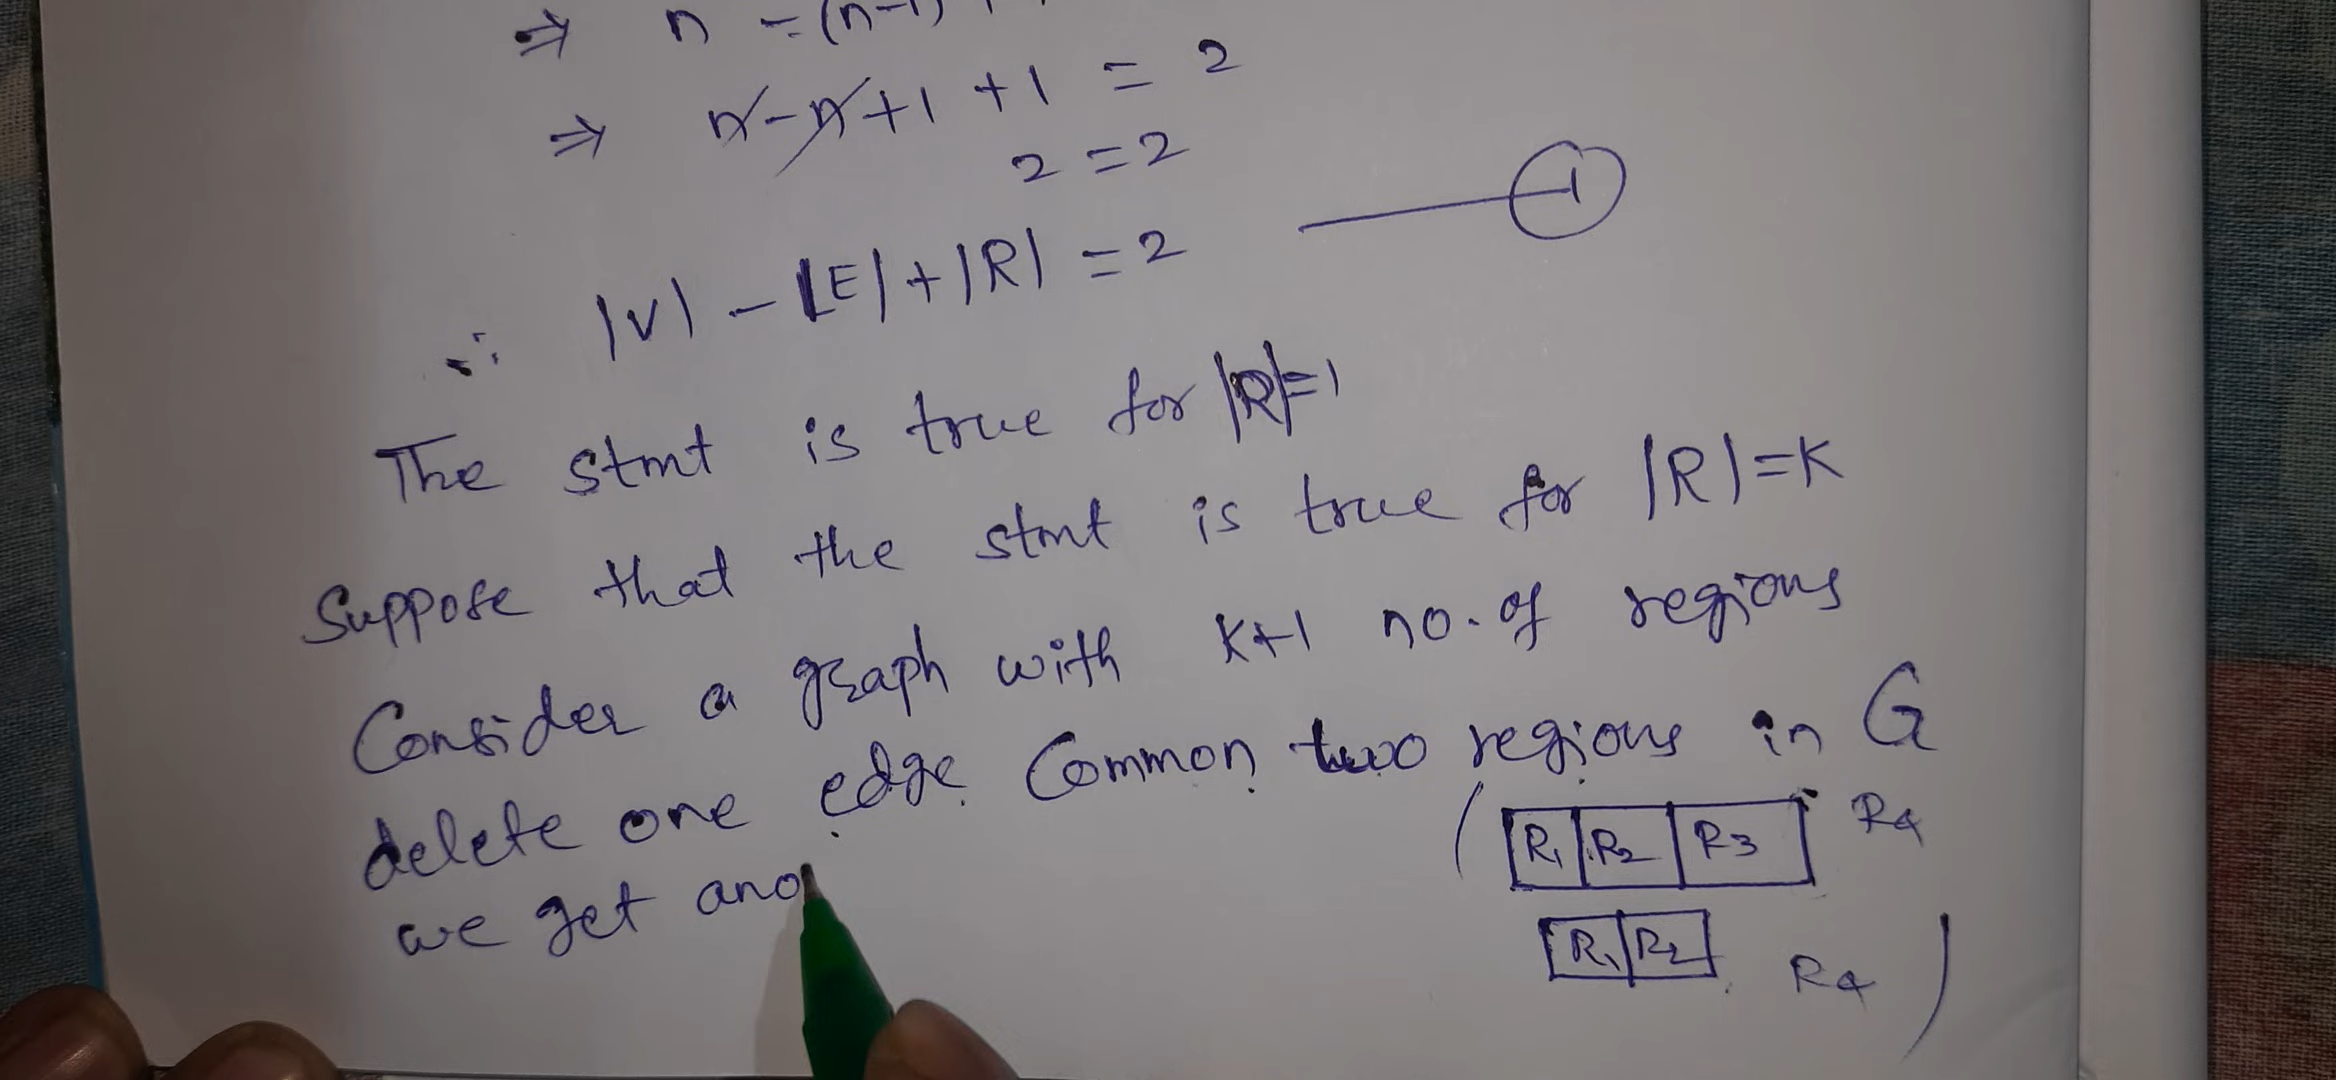 ⇒ n = (n-1)
⇒ n - n + 1 + 1 = 2
2 = 2
1
∴ |V| - |E| + |R| = 2
The stmt is true for |R|=1
Suppose that the stmt is true for |R|=K
Consider a graph with K+1 no. of regions
delete one edge Common two regions in G
(R1 R2 R3 R4
we get ano
R1 R2 R4)